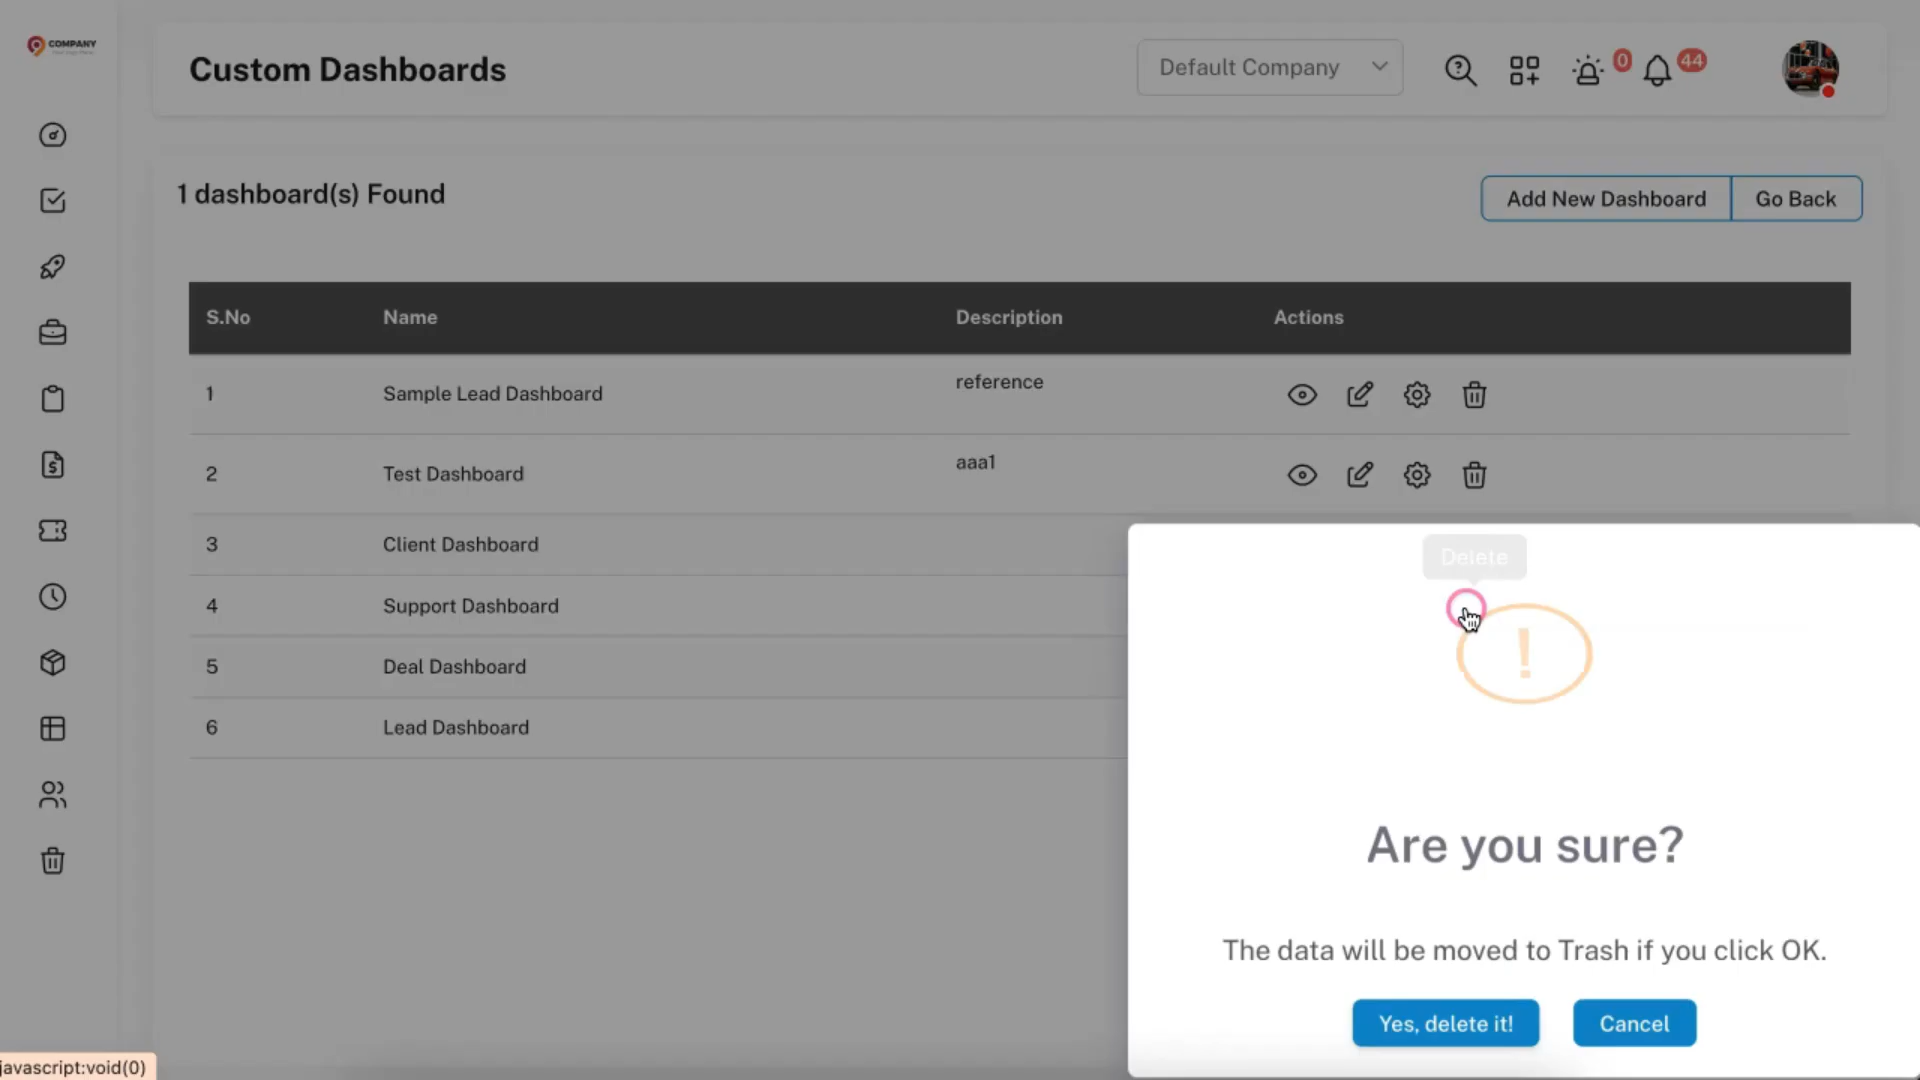 COMPANY
Custom Dashboards
Default Company
0
44
1 dashboard(s) Found
Add New Dashboard
Go Back
S.No Name Description Actions
1 Sample Lead Dashboard reference
2 Test Dashboard aaa1
3 Client Dashboard
4 Support Dashboard
5 Deal Dashboard
6 Lead Dashboard
Delete
!
Are you sure?
The data will be moved to Trash if you click OK.
Yes, delete it!
Cancel
javascript:void(0)